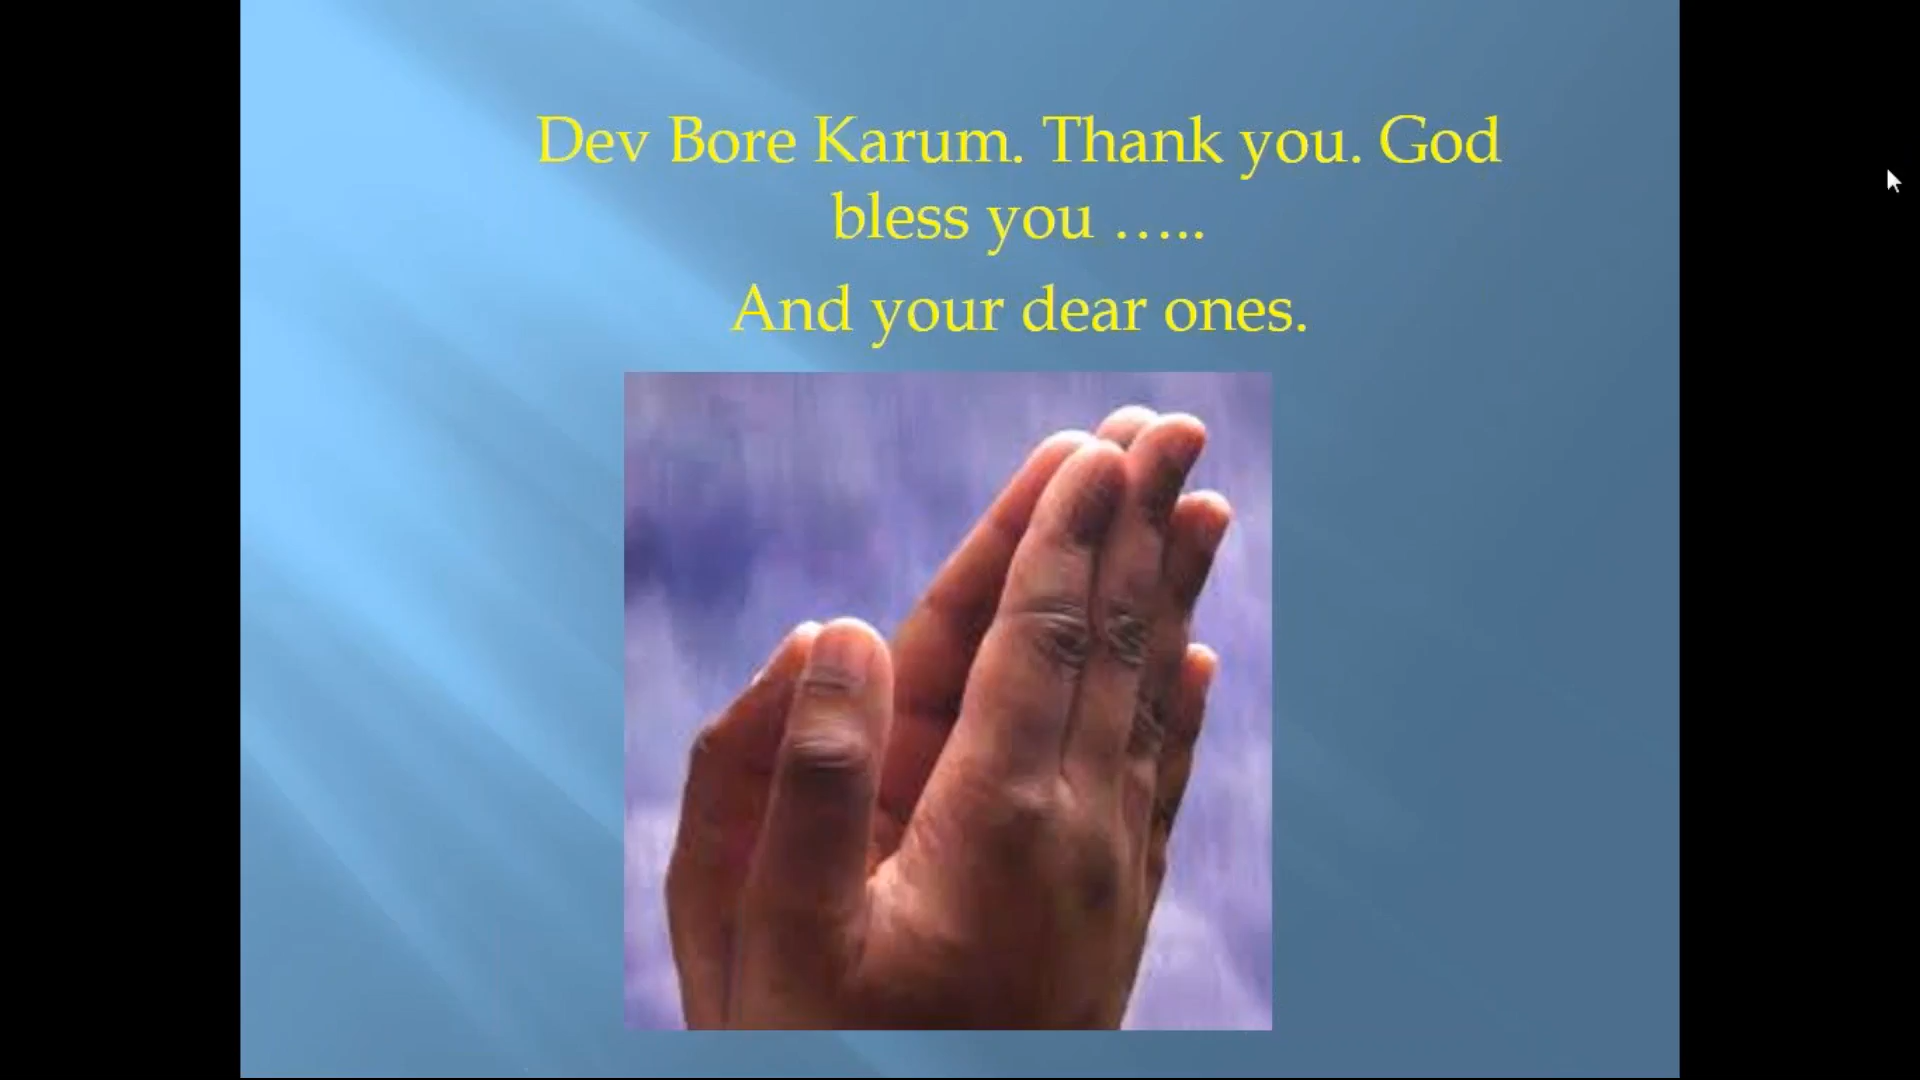 Dev Bore Karum. Thank you. God
bless you …..
And your dear ones.